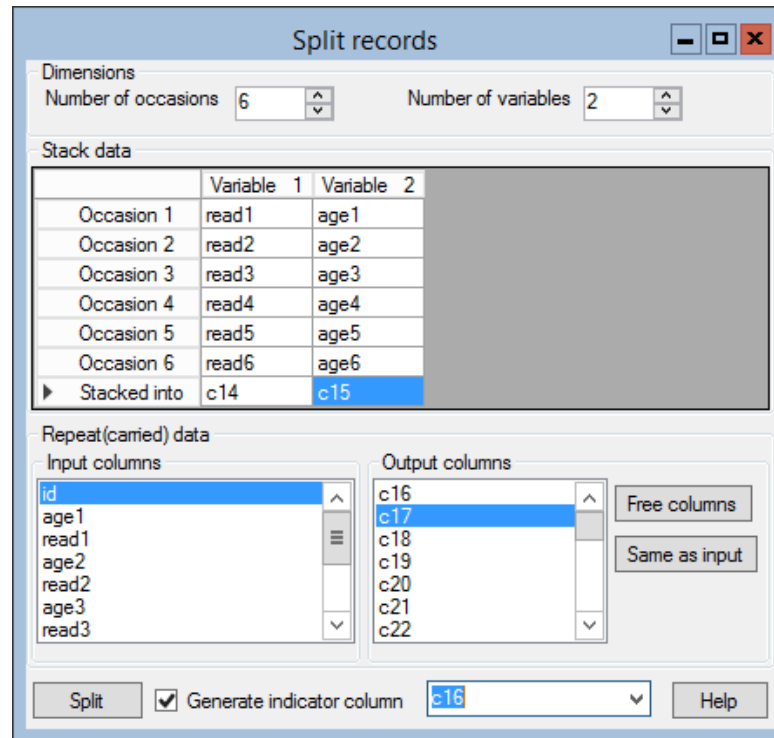 Split records
Dimensions
Number of occasions 6 Number of variables 2
Stack data
Variable 1 Variable 2
Occasion 1 read1 age1
Occasion 2 read2 age2
Occasion 3 read3 age3
Occasion 4 read4 age4
Occasion 5 read5 age5
Occasion 6 read6 age6
Stacked into c14 c15
Repeat(carried) data
Input columns Output columns
id c16
age1 c17
read1 c18
age2 c19
read2 c20
age3 c21
read3 c22
Free columns
Same as input
Split Generate indicator column c16 Help